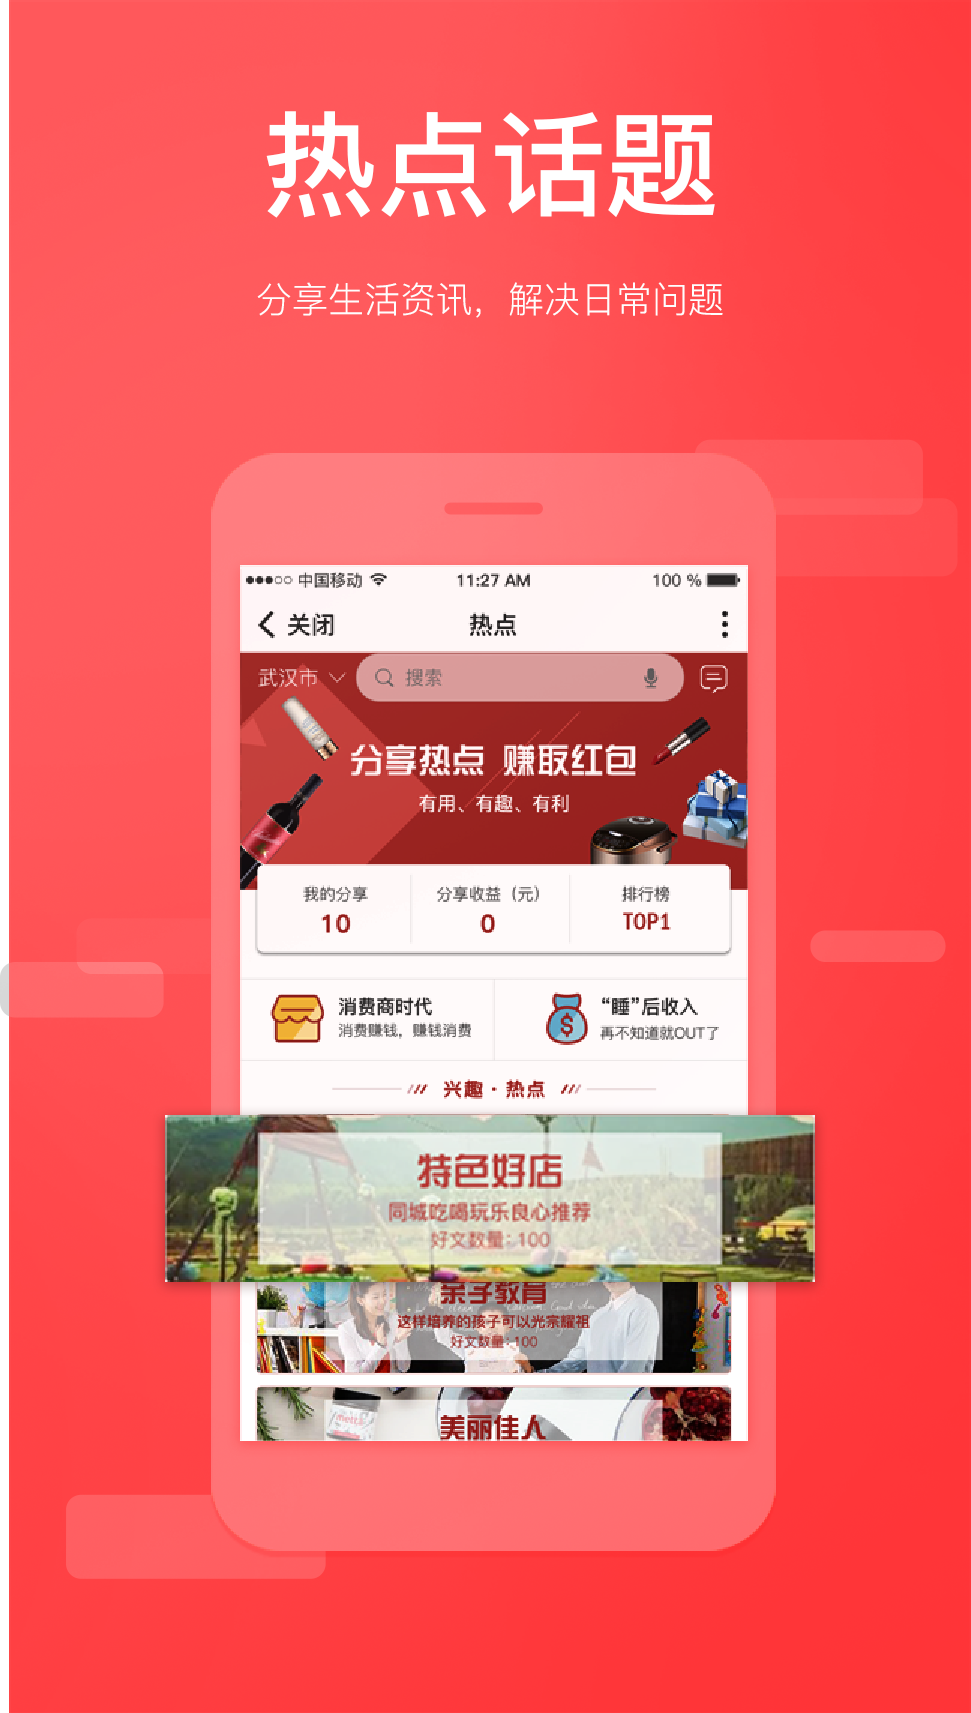 热点话题
分享生活资讯，解决日常问题
中国移动 11:27 AM 100 %
关闭 热点
武汉市 搜索
分享热点 赚取红包
有用、有趣、有利
我的分享 分享收益（元） 排行榜
10 0 TOP1
消费商时代 “睡”后收入
消费赚钱，赚钱消费 再不知道就OUT了
兴趣·热点
特色好店
同城吃喝玩乐良心推荐
好文数量：100
亲子教育
这样培养的孩子可以光宗耀祖
好文数量：100
美丽佳人